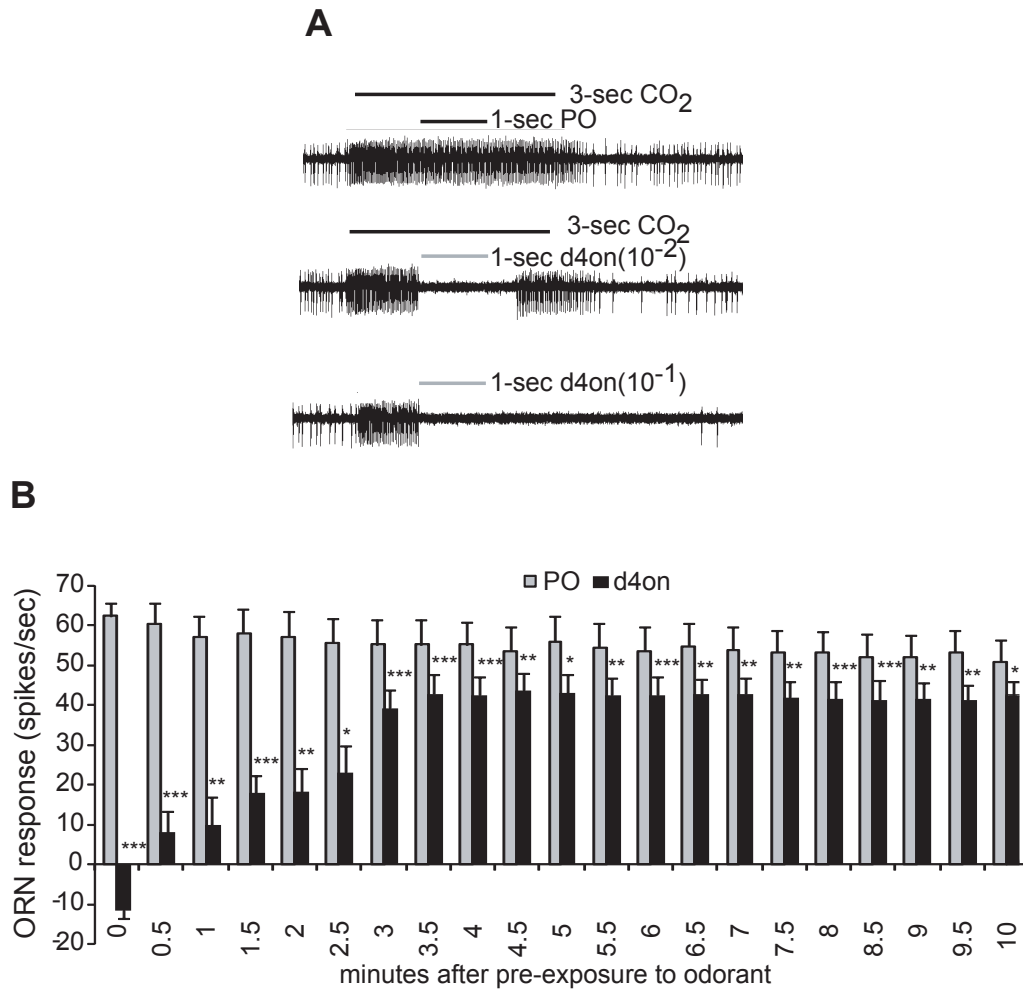 A
3-sec CO2
1-sec PO
3-sec CO2
1-sec d4on(10-2)
1-sec d4on(10-1)
B
PO d4on
ORN response (spikes/sec)
70
60
50
40
30
20
10
0
-10
-20
*** *** ** *** ** * *** *** *** ** * ** *** ** ** ** *** *** ** ** *
0 0.5 1 1.5 2 2.5 3 3.5 4 4.5 5 5.5 6 6.5 7 7.5 8 8.5 9 9.5 10
minutes after pre-exposure to odorant